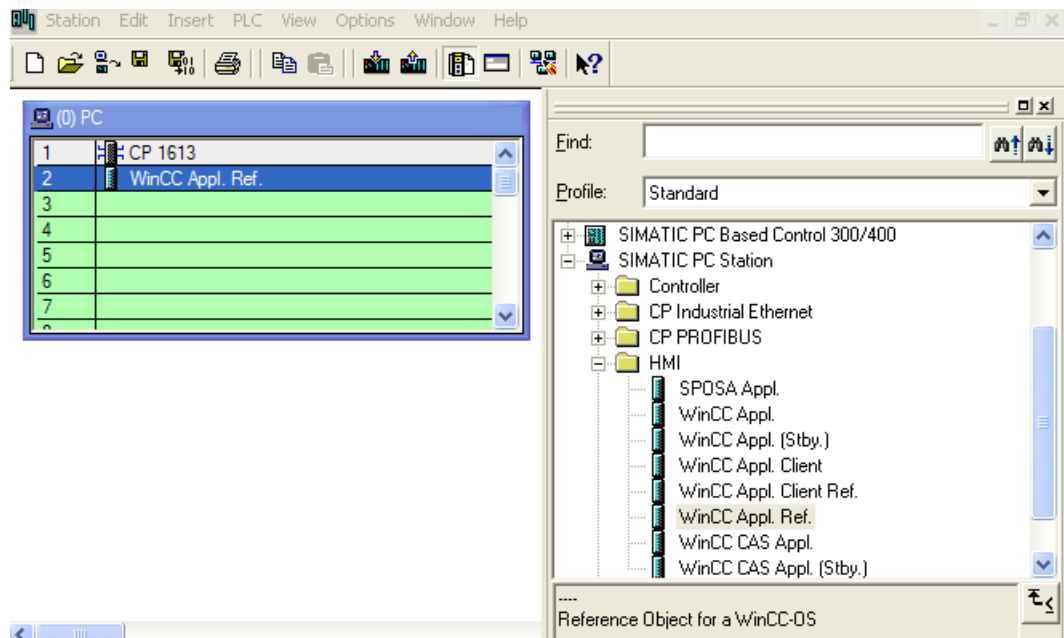 Station Edit Insert PLC View Options Window Help
(0) PC
1 CP 1613
2 WinCC Appl. Ref.
3
4
5
6
7
Find:
Profile: Standard
SIMATIC PC Based Control 300/400
SIMATIC PC Station
Controller
CP Industrial Ethernet
CP PROFIBUS
HMI
SPOSA Appl.
WinCC Appl.
WinCC Appl. (Stby.)
WinCC Appl. Client
WinCC Appl. Client Ref.
WinCC Appl. Ref.
WinCC CAS Appl.
WinCC CAS Appl. (Stby.)
----
Reference Object for a WinCC-OS